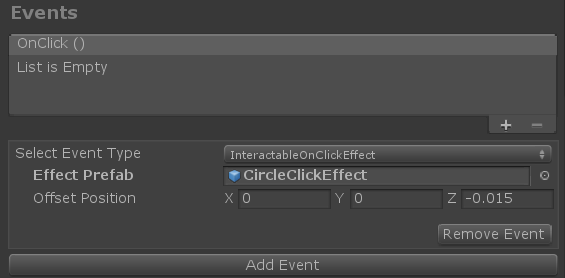 Events
OnClick ()
List is Empty
+ −
Select Event Type InteractableOnClickEffect
Effect Prefab CircleClickEffect
Offset Position X 0 Y 0 Z -0.015
Remove Event
Add Event